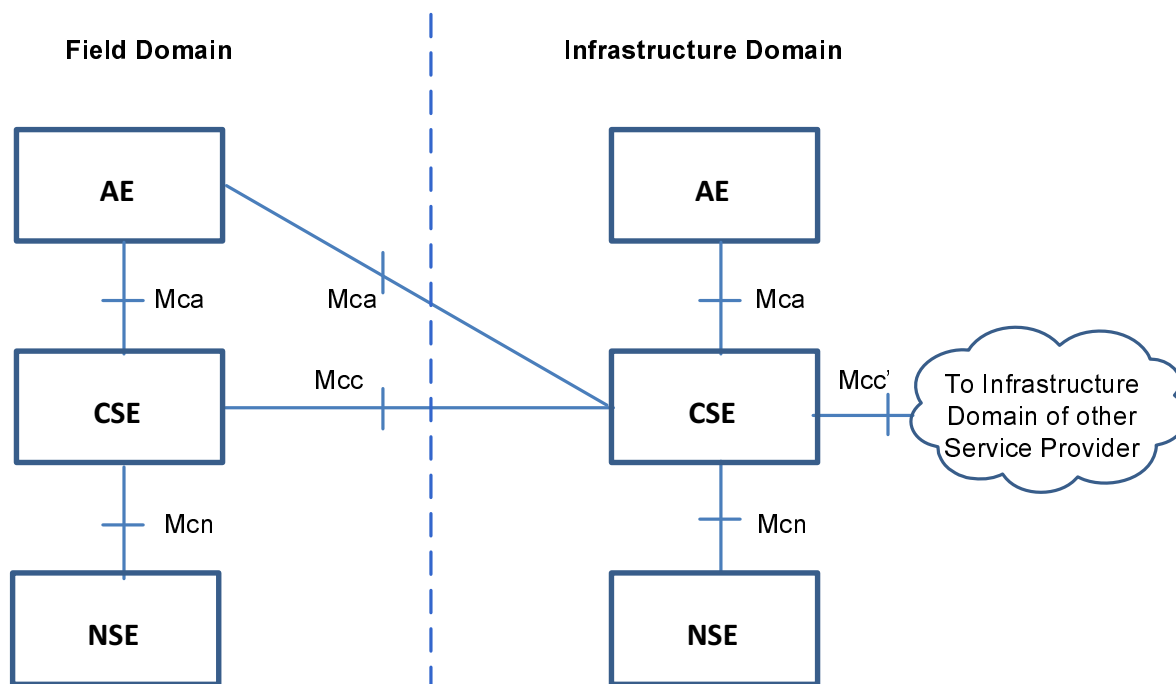 Field Domain
Infrastructure Domain
AE
AE
Mca
Mca
Mca
Mcc
Mcc’
CSE
CSE
To Infrastructure
Domain of other
Service Provider
Mcn
Mcn
NSE
NSE